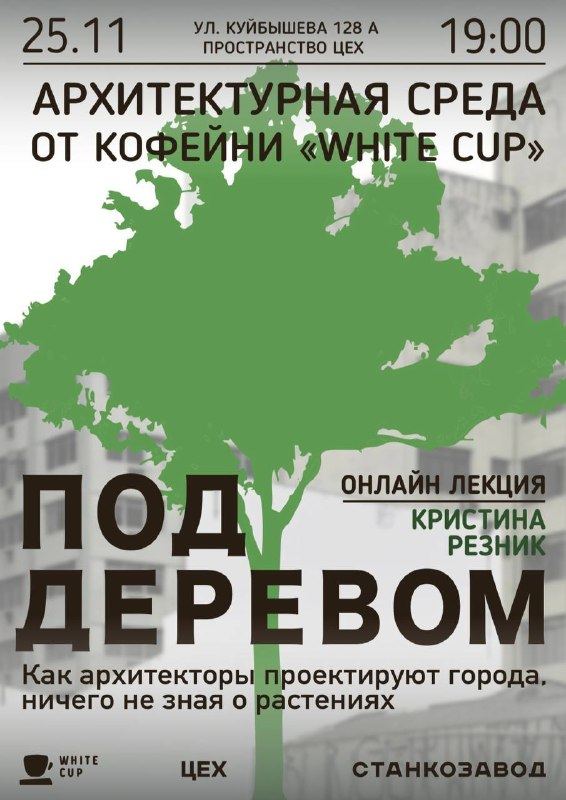 25.11
УЛ. КУЙБЫШЕВА 128 А
ПРОСТРАНСТВО ЦЕХ
19:00
АРХИТЕКТУРНАЯ СРЕДА
ОТ КОФЕЙНИ «WHITE CUP»
ОНЛАЙН ЛЕКЦИЯ
КРИСТИНА
РЕЗНИК
ПОД
ДЕРЕВОМ
Как архитекторы проектируют города,
ничего не зная о растениях
WHITE
CUP
ЦЕХ
СТАНКОЗАВОД